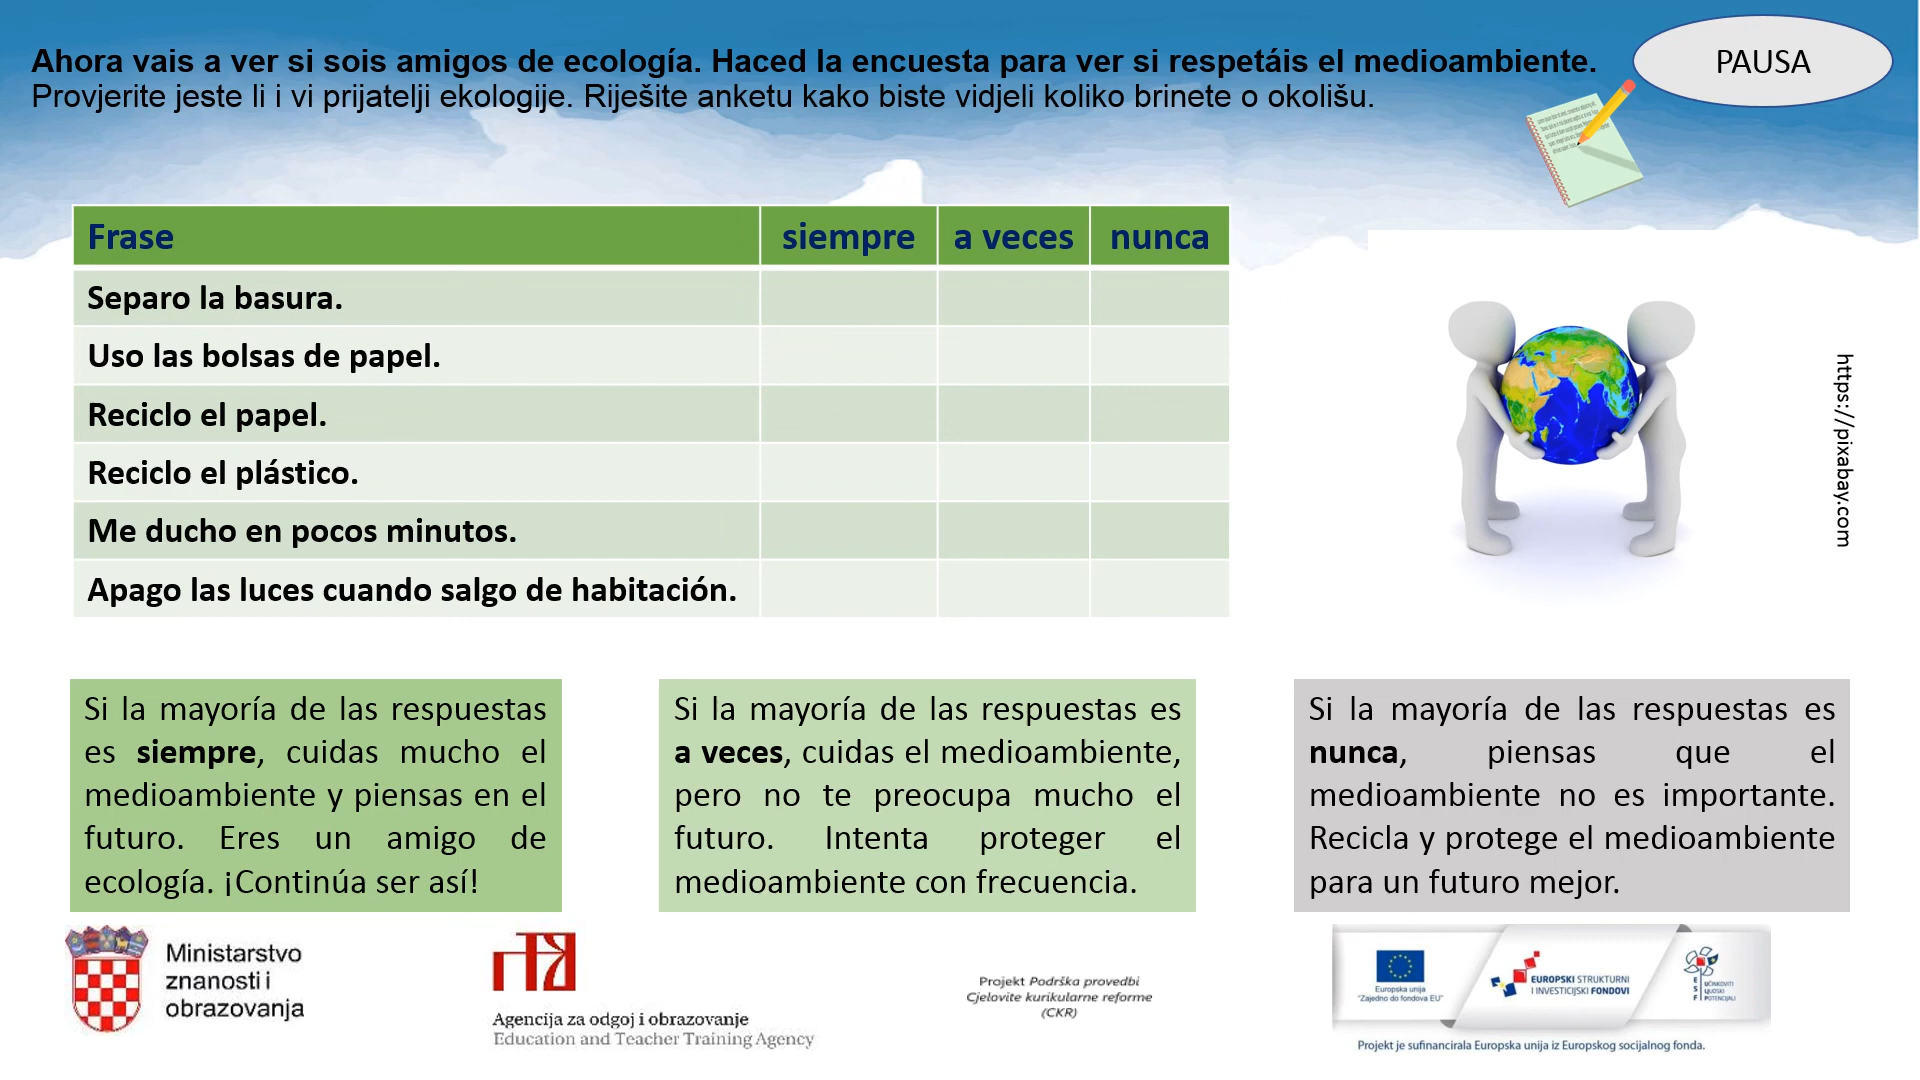 Ahora vais a ver si sois amigos de ecología. Haced la encuesta para ver si respetáis el medioambiente.
Provjerite jeste li i vi prijatelji ekologije. Riješite anketu kako biste vidjeli koliko brinete o okolišu.
PAUSA
Frase siempre a veces nunca
Separo la basura.
Uso las bolsas de papel.
Reciclo el papel.
Reciclo el plástico.
Me ducho en pocos minutos.
Apago las luces cuando salgo de habitación.
https://pixabay.com
Si la mayoría de las respuestas
es siempre, cuidas mucho el
medioambiente y piensas en el
futuro. Eres un amigo de
ecología. ¡Continúa ser así!
Si la mayoría de las respuestas es
a veces, cuidas el medioambiente,
pero no te preocupa mucho el
futuro. Intenta proteger el
medioambiente con frecuencia.
Si la mayoría de las respuestas es
nunca, piensas que el
medioambiente no es importante.
Recicla y protege el medioambiente
para un futuro mejor.
Ministarstvo
znanosti i
obrazovanja
Agencija za odgoj i obrazovanje
Education and Teacher Training Agency
Projekt Podrška provedbi
Cjelovite kurikularne reforme
(CKR)
Europska unija
"Zajedno do fondova EU"
EUROPSKI STRUKTURNI
I INVESTICIJSKI FONDOVI
ESF
UČINKOVITI
LJUDSKI
POTENCIJALI
Projekt je sufinancirala Europska unija iz Europskog socijalnog fonda.